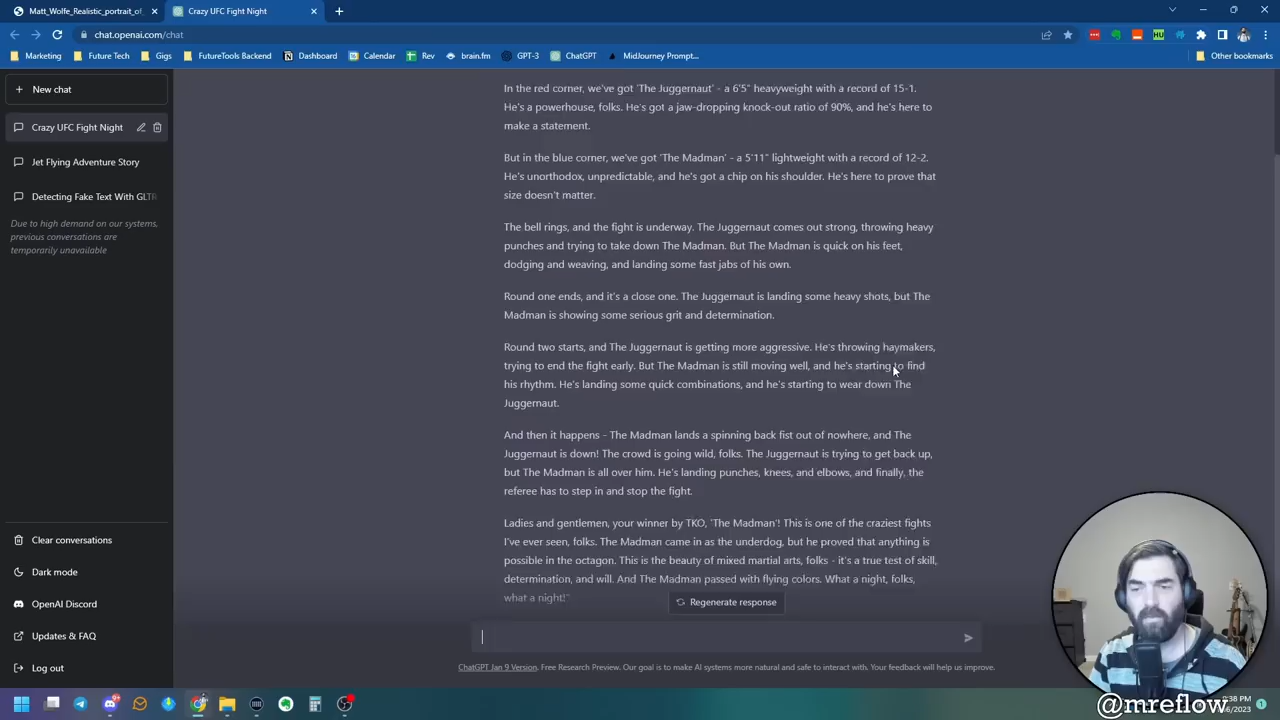 Matt_Wolfe_Realistic_portrait_of
Crazy UFC Fight Night
chat.openai.com/chat
Marketing
Future Tech
Gigs
FutureTools Backend
Dashboard
Calendar
Rev
brain.fm
GPT-3
ChatGPT
MidJourney Prompt...
Other bookmarks
New chat
Crazy UFC Fight Night
Jet Flying Adventure Story
Detecting Fake Text With GLTR
Due to high demand on our systems,
previous conversations are
temporarily unavailable
Clear conversations
Dark mode
OpenAI Discord
Updates & FAQ
Log out
In the red corner, we've got 'The Juggernaut' - a 6'5" heavyweight with a record of 15-1.
He's a powerhouse, folks. He's got a jaw-dropping knock-out ratio of 90%, and he's here to
make a statement.
But in the blue corner, we've got 'The Madman' - a 5'11" lightweight with a record of 12-2.
He's unorthodox, unpredictable, and he's got a chip on his shoulder. He's here to prove that
size doesn't matter.
The bell rings, and the fight is underway. The Juggernaut comes out strong, throwing heavy
punches and trying to take down The Madman. But The Madman is quick on his feet,
dodging and weaving, and landing some fast jabs of his own.
Round one ends, and it's a close one. The Juggernaut is landing some heavy shots, but The
Madman is showing some serious grit and determination.
Round two starts, and The Juggernaut is getting more aggressive. He's throwing haymakers,
trying to end the fight early. But The Madman is still moving well, and he's starting to find
his rhythm. He's landing some quick combinations, and he's starting to wear down The
Juggernaut.
And then it happens - The Madman lands a spinning back fist out of nowhere, and The
Juggernaut is down! The crowd is going wild, folks. The Juggernaut is trying to get back up,
but The Madman is all over him. He's landing punches, knees, and elbows, and finally, the
referee has to step in and stop the fight.
Ladies and gentlemen, your winner by TKO, 'The Madman'! This is one of the craziest fights
I've ever seen, folks. The Madman came in as the underdog, but he proved that anything is
possible in the octagon. This is the beauty of mixed martial arts, folks - it's a true test of skill,
determination, and will. And The Madman passed with flying colors. What a night, folks,
what a night!"
Regenerate response
ChatGPT Jan 9 Version. Free Research Preview. Our goal is to make AI systems more natural and safe to interact with. Your feedback will help us improve.
@mreflow